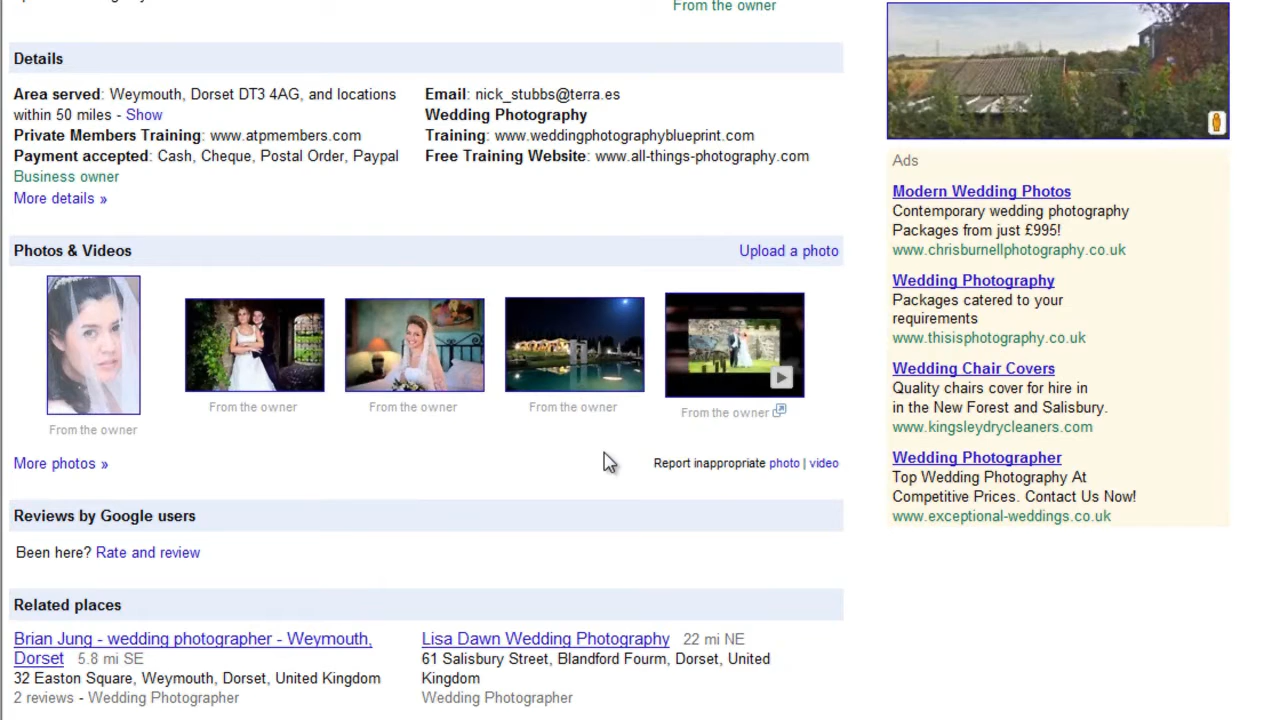 From the owner
Details
Area served: Weymouth, Dorset DT3 4AG, and locations
within 50 miles - Show
Private Members Training: www.atpmembers.com
Payment accepted: Cash, Cheque, Postal Order, Paypal
Business owner
More details »
Email: nick_stubbs@terra.es
Wedding Photography
Training: www.weddingphotographyblueprint.com
Free Training Website: www.all-things-photography.com
Photos & Videos
Upload a photo
From the owner
From the owner
From the owner
From the owner
From the owner
More photos »
Report inappropriate photo | video
Reviews by Google users
Been here? Rate and review
Related places
Brian Jung - wedding photographer - Weymouth,
Dorset 5.8 mi SE
32 Easton Square, Weymouth, Dorset, United Kingdom
2 reviews - Wedding Photographer
Lisa Dawn Wedding Photography 22 mi NE
61 Salisbury Street, Blandford Fourm, Dorset, United
Kingdom
Wedding Photographer
Ads
Modern Wedding Photos
Contemporary wedding photography
Packages from just £995!
www.chrisburnellphotography.co.uk
Wedding Photography
Packages catered to your
requirements
www.thisisphotography.co.uk
Wedding Chair Covers
Quality chairs cover for hire in
in the New Forest and Salisbury.
www.kingsleydrycleaners.com
Wedding Photographer
Top Wedding Photography At
Competitive Prices. Contact Us Now!
www.exceptional-weddings.co.uk